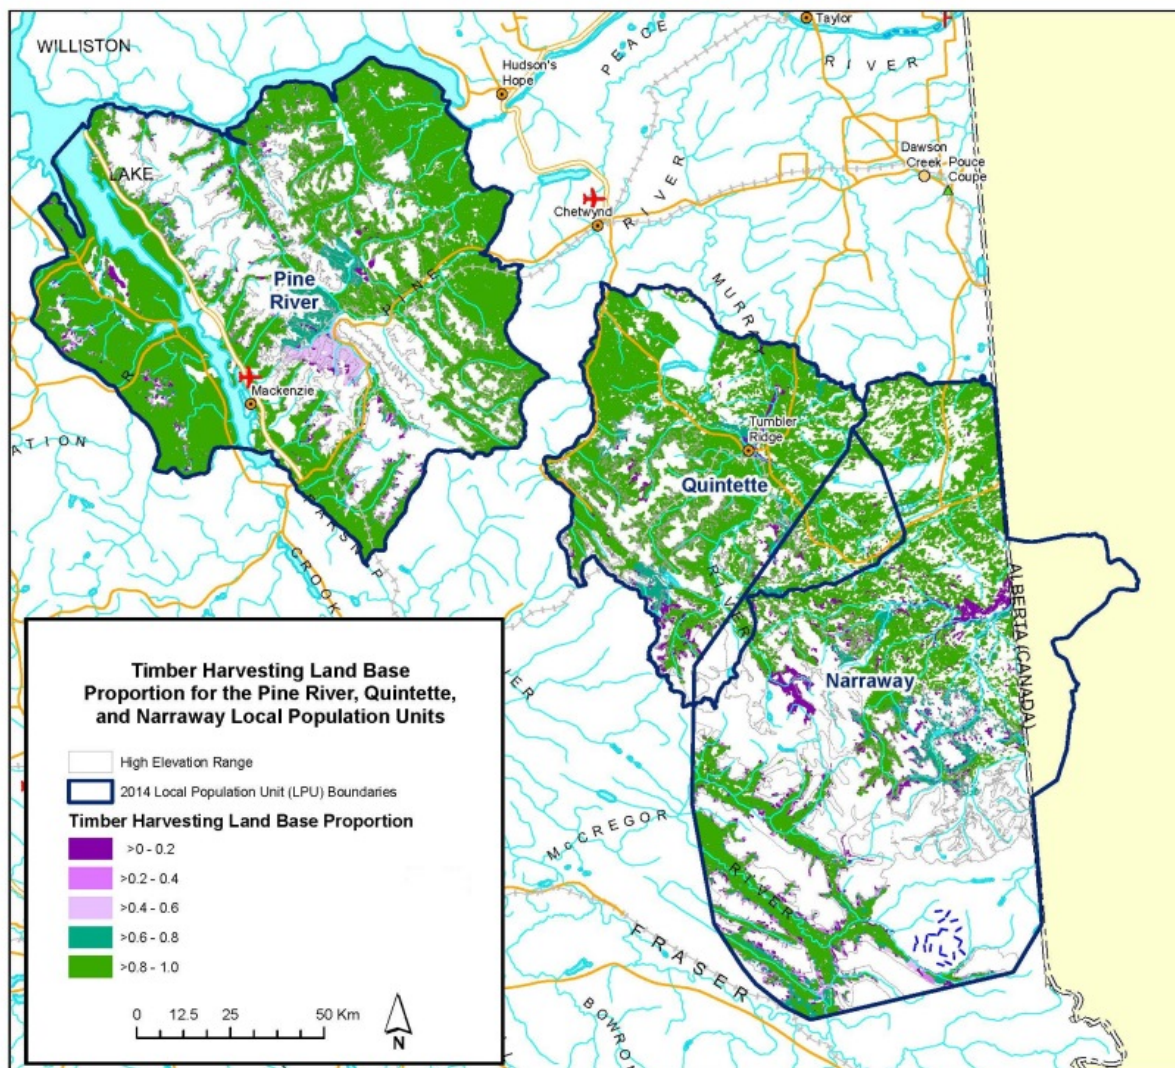 WILLISTON
LAKE
Hudson's
Hope
PEACE
RIVER
Taylor
Dawson
Creek
Pouce
Coupe
Chetwynd
RIVER
PINE
MURRAY
Pine
River
Mackenzie
Tumbler
Ridge
Quintette
RIVER
Narraway
ALBERTA (CANADA)
PARSNIP
CROOK
McGREGOR
RIVER
FRASER
Timber Harvesting Land Base
Proportion for the Pine River, Quintette,
and Narraway Local Population Units
High Elevation Range
2014 Local Population Unit (LPU) Boundaries
Timber Harvesting Land Base Proportion
>0 - 0.2
>0.2 - 0.4
>0.4 - 0.6
>0.6 - 0.8
>0.8 - 1.0
0 12.5 25 50 Km
N